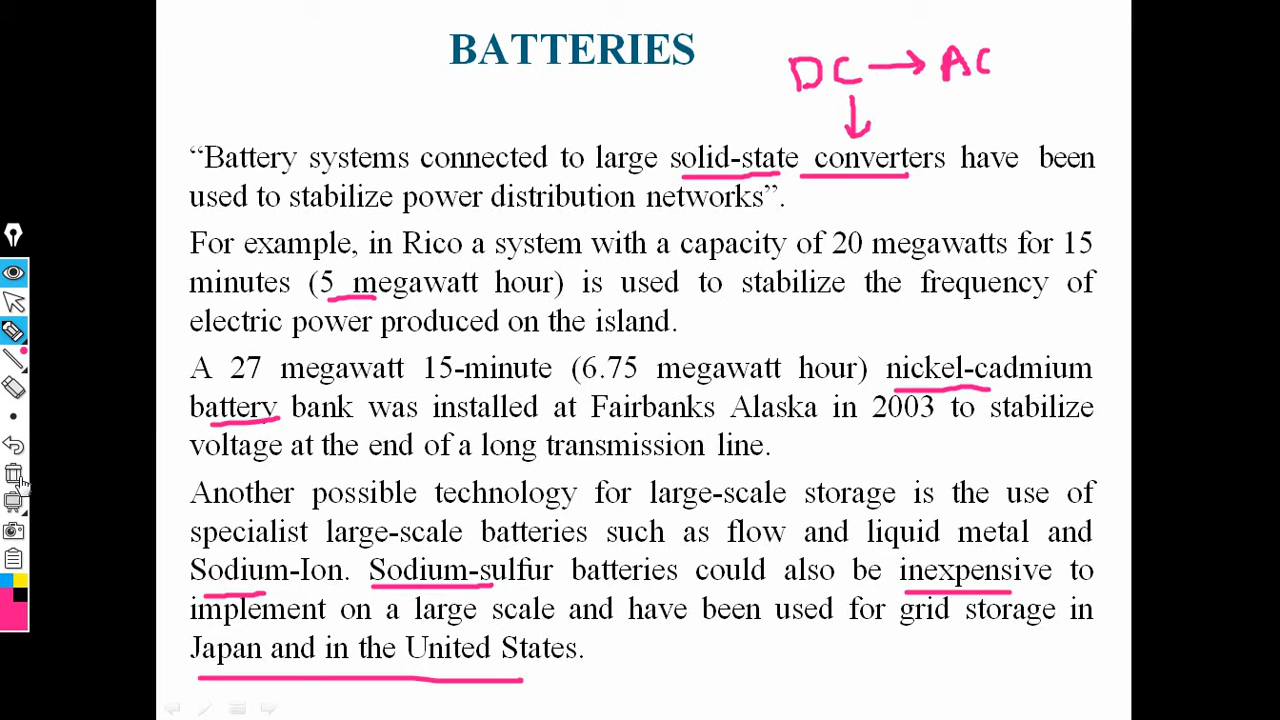 BATTERIES
DC → AC
↓
“Battery systems connected to large solid-state converters have been
used to stabilize power distribution networks”.
For example, in Rico a system with a capacity of 20 megawatts for 15
minutes (5 megawatt hour) is used to stabilize the frequency of
electric power produced on the island.
A 27 megawatt 15-minute (6.75 megawatt hour) nickel-cadmium
battery bank was installed at Fairbanks Alaska in 2003 to stabilize
voltage at the end of a long transmission line.
Another possible technology for large-scale storage is the use of
specialist large-scale batteries such as flow and liquid metal and
Sodium-Ion. Sodium-sulfur batteries could also be inexpensive to
implement on a large scale and have been used for grid storage in
Japan and in the United States.